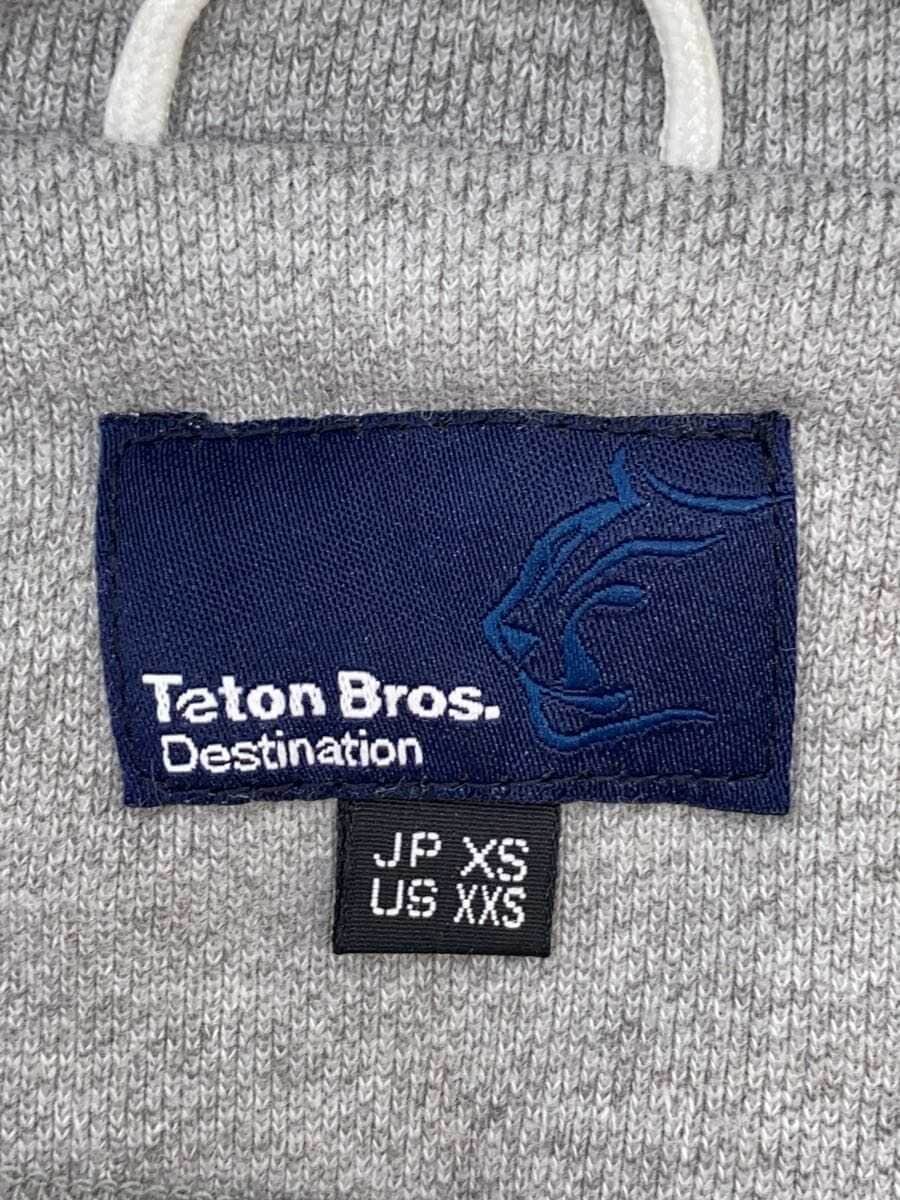 Teton Bros.
Destination
JP XS
US XXS